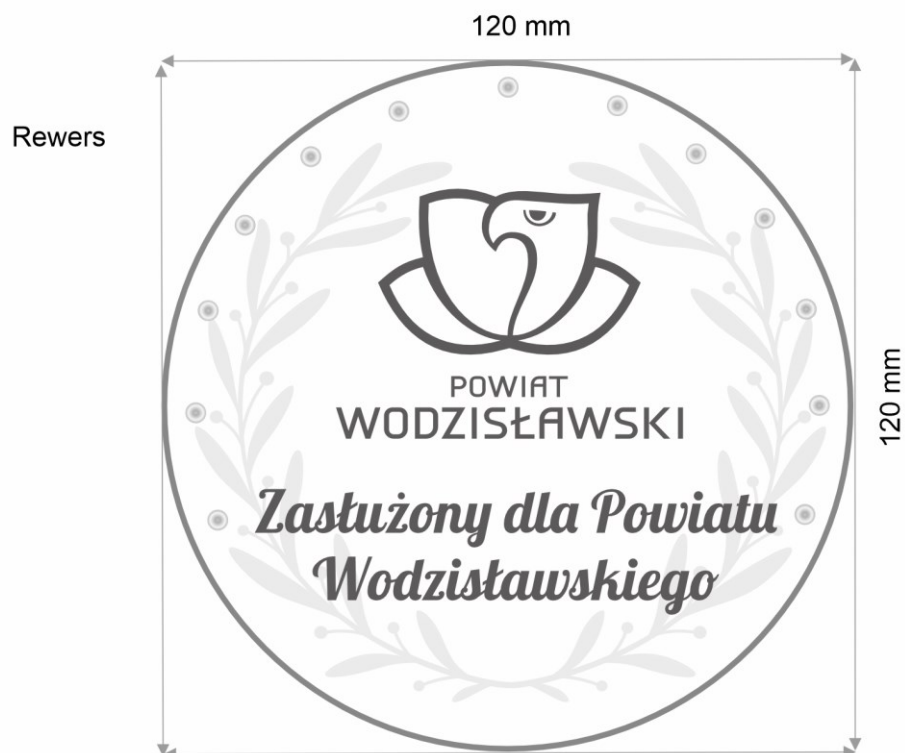 120 mm
Rewers
POWIAT
WODZISŁAWSKI
120 mm
Zasłużony dla Powiatu
Wodzisławskiego